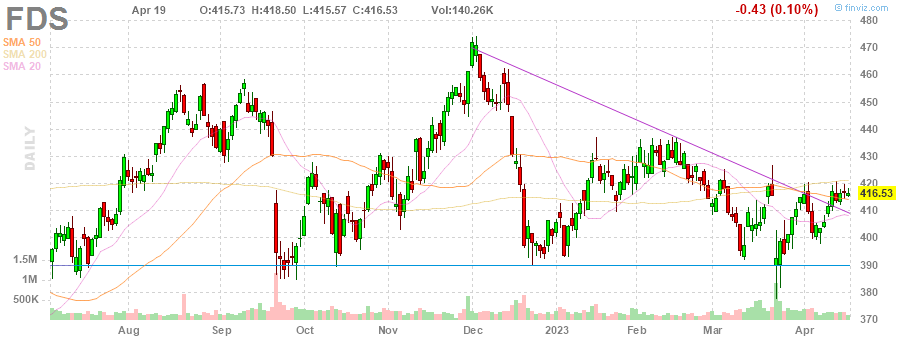 FDS Apr 19 O:415.73 H:418.50 L:415.57 C:416.53 Vol:140.26K -0.43 (0.10%) © finviz.com
SMA 50
SMA 200
SMA 20
DAILY
480
470
460
450
440
430
420
416.53
410
400
390
380
370
1.5M
1M
500K
Aug Sep Oct Nov Dec 2023 Feb Mar Apr